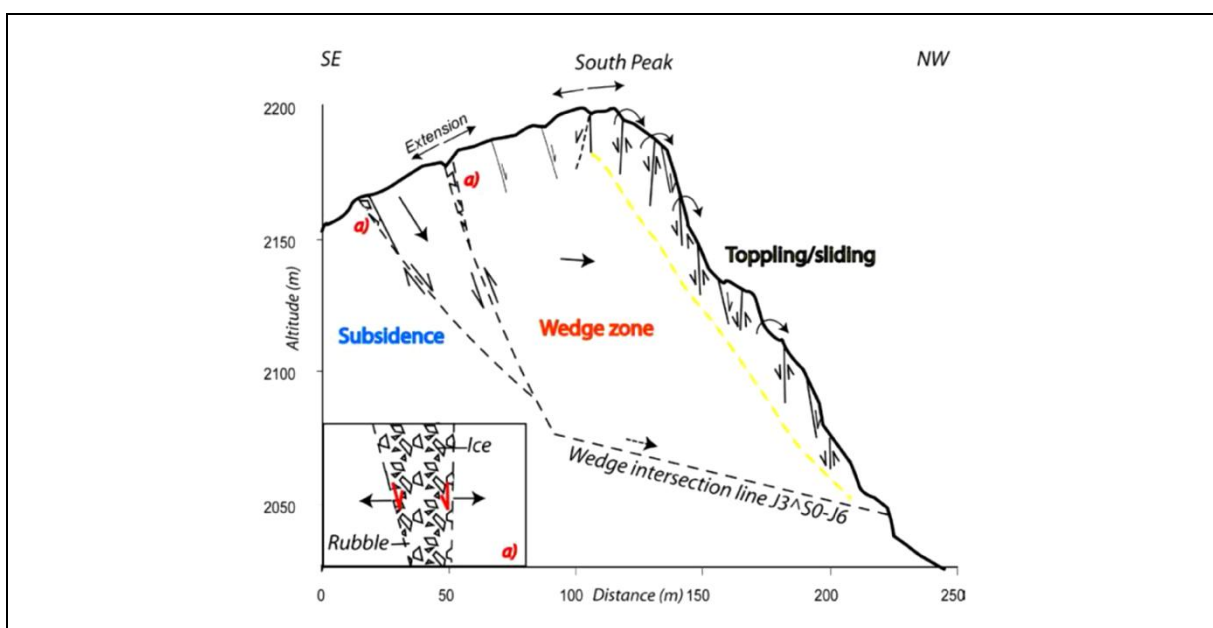 SE
South Peak
NW
2200
Extension
a)
a)
2150
Toppling/sliding
Altitude (m)
Subsidence
Wedge zone
2100
Ice
Wedge intersection line J3^S0-J6
2050
Rubble
a)
0
50
100
Distance (m)
150
200
250